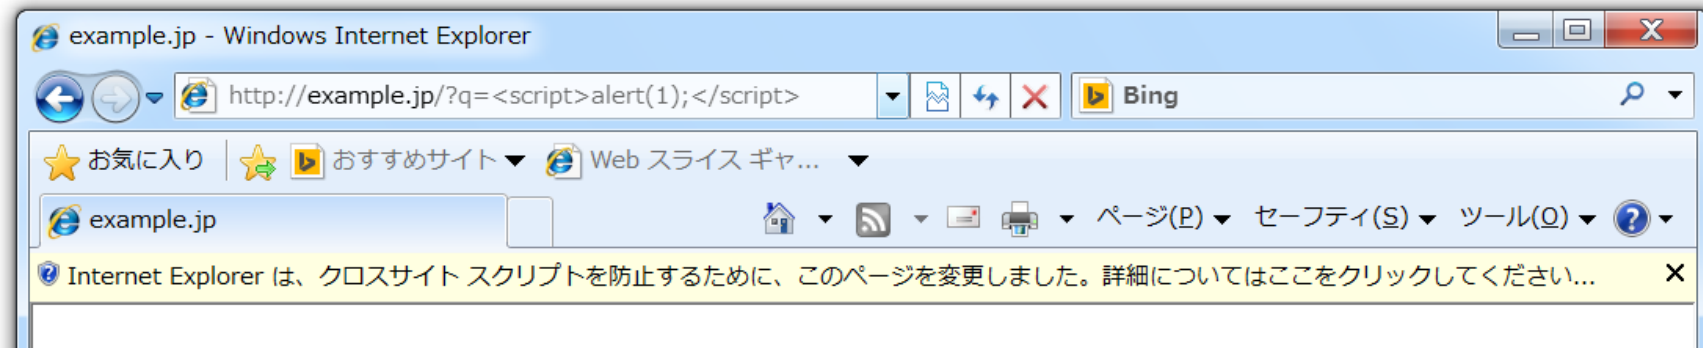 example.jp - Windows Internet Explorer
http://example.jp/?q=<script>alert(1);</script>
Bing
お気に入り
おすすめサイト
Web スライス ギャ...
example.jp
ページ(P)
セーフティ(S)
ツール(O)
Internet Explorer は、クロスサイト スクリプトを防止するために、このページを変更しました。詳細についてはここをクリックしてください...